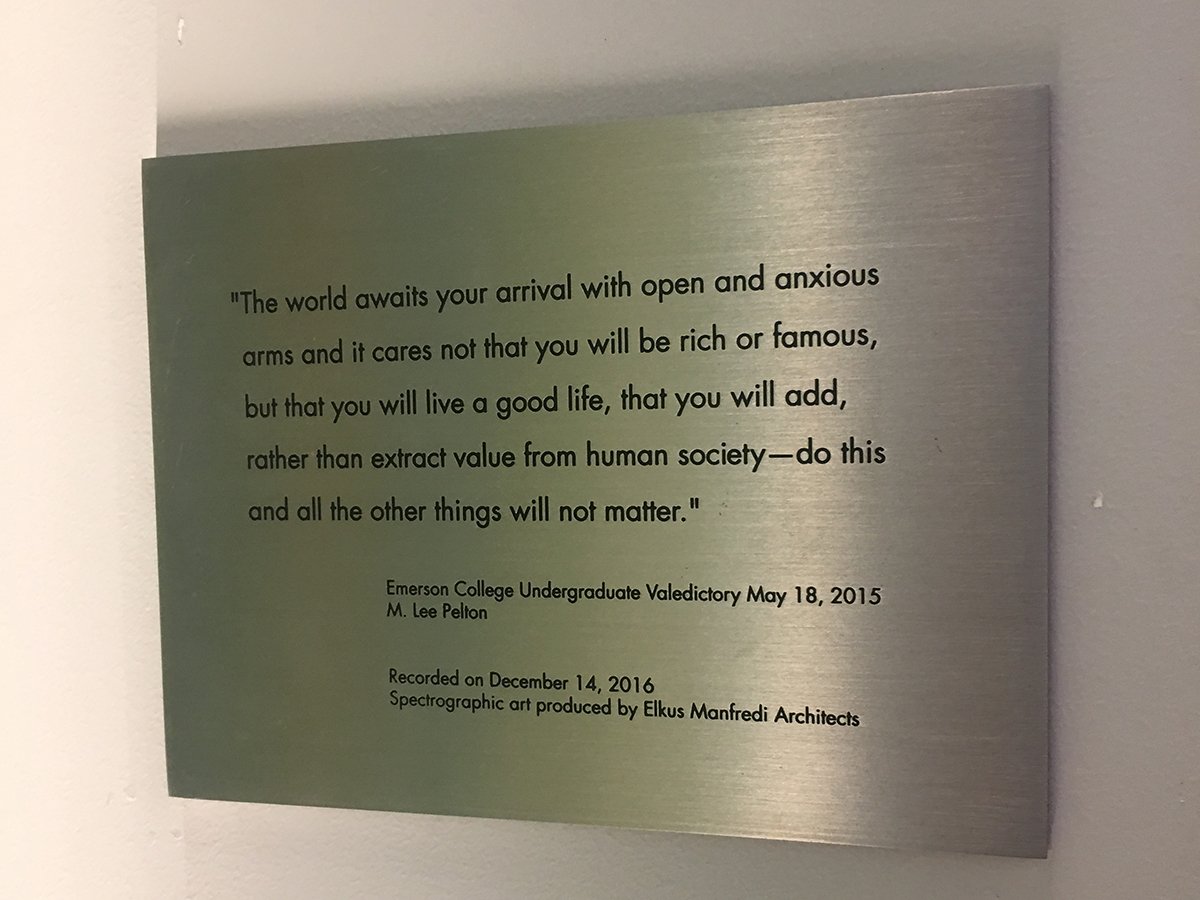 "The world awaits your arrival with open and anxious
arms and it cares not that you will be rich or famous,
but that you will live a good life, that you will add,
rather than extract value from human society—do this
and all the other things will not matter."
Emerson College Undergraduate Valedictory May 18, 2015
M. Lee Pelton
Recorded on December 14, 2016
Spectrographic art produced by Elkus Manfredi Architects